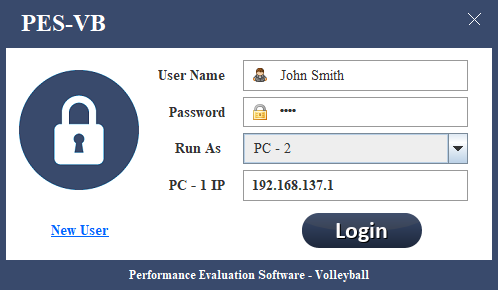 PES-VB
User Name John Smith
Password ••••
Run As PC - 2
PC - 1 IP 192.168.137.1
New User Login
Performance Evaluation Software - Volleyball